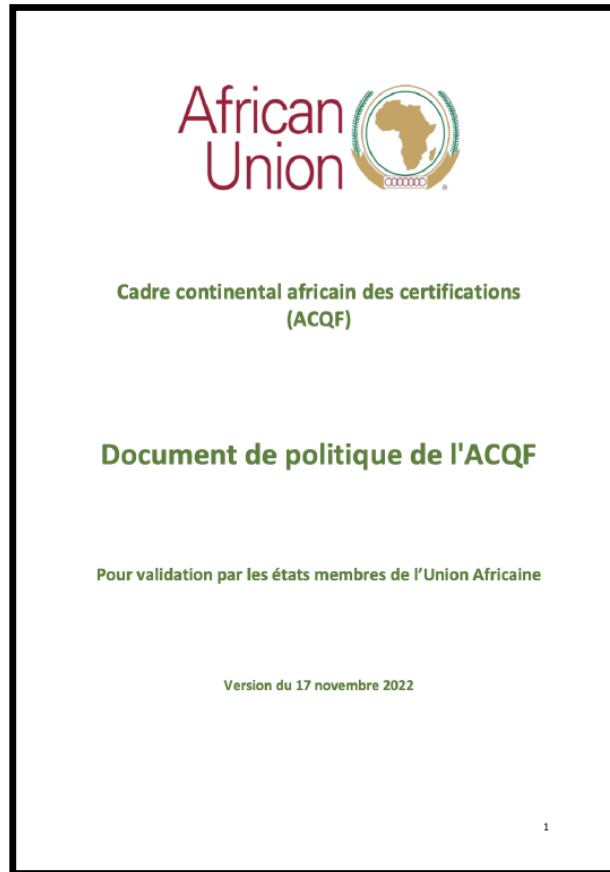 African
Union
Cadre continental africain des certifications
(ACQF)
Document de politique de l'ACQF
Pour validation par les états membres de l’Union Africaine
Version du 17 novembre 2022
1